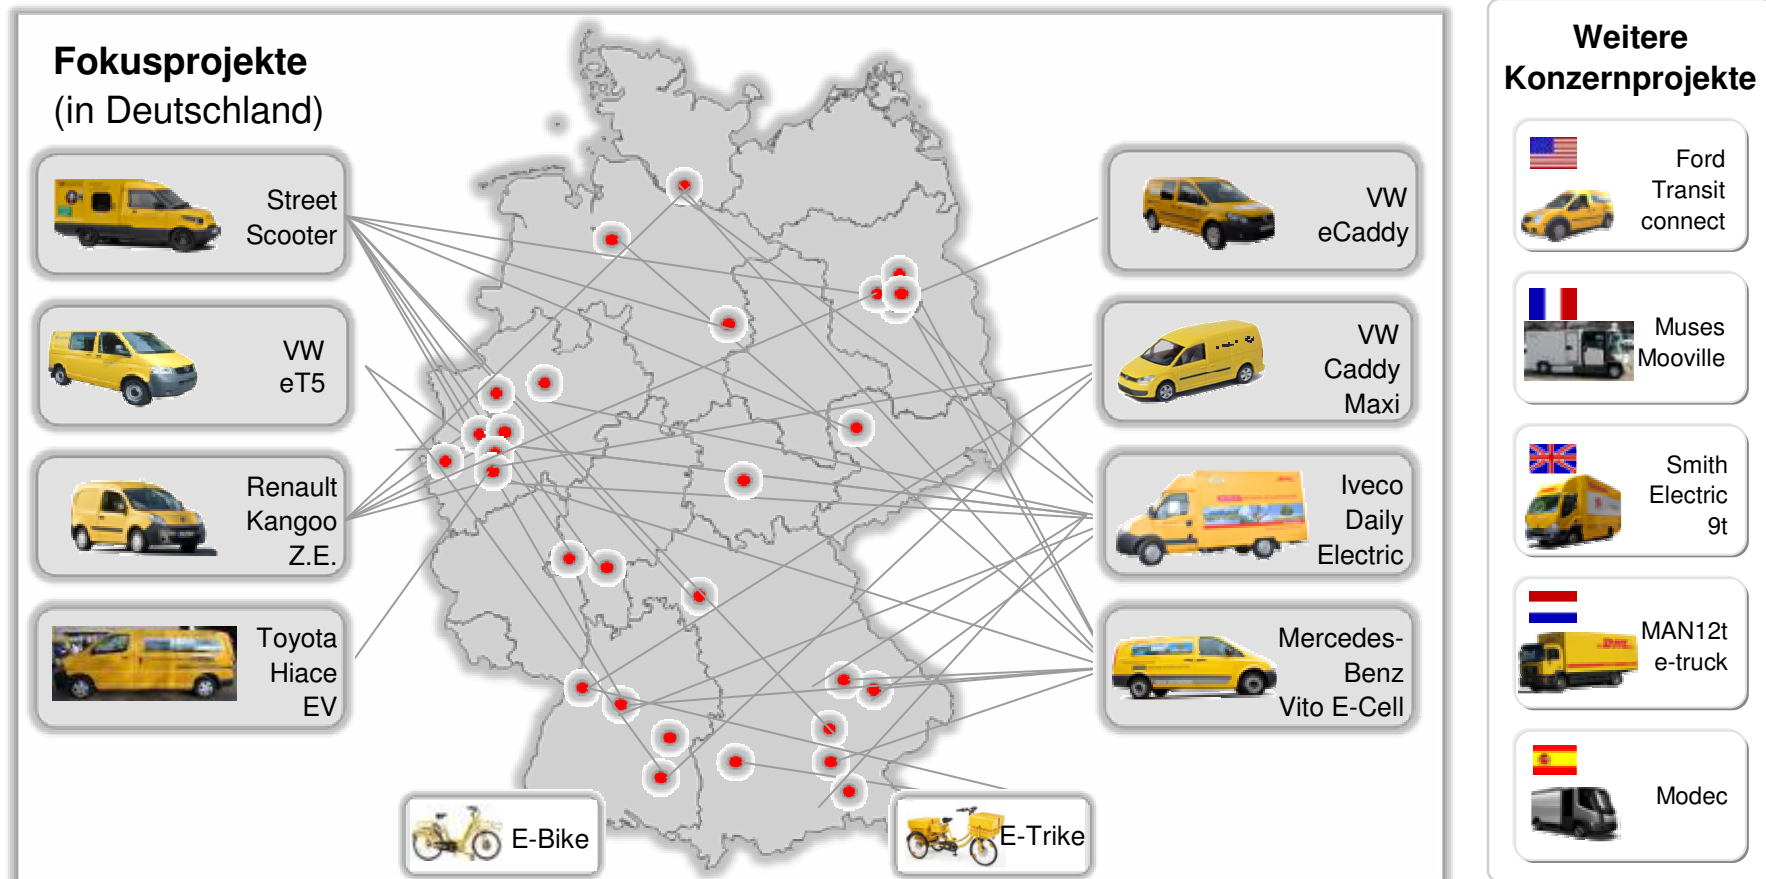 Fokusprojekte
(in Deutschland)
Street
Scooter
VW
eT5
Renault
Kangoo
Z.E.
Toyota
Hiace
EV
E-Bike
E-Trike
VW
eCaddy
VW
Caddy
Maxi
Iveco
Daily
Electric
Mercedes-
Benz
Vito E-Cell
Weitere
Konzernprojekte
Ford
Transit
connect
Muses
Mooville
Smith
Electric
9t
MAN12t
e-truck
Modec